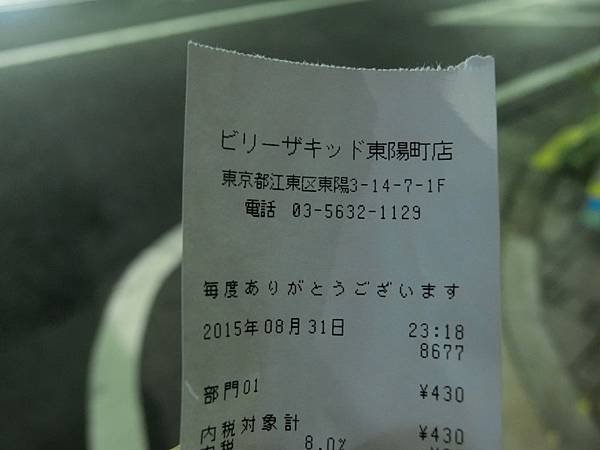 ビリーザキッド東陽町店
東京都江東区東陽3-14-7-1F
電話 03-5632-1129
毎度ありがとうございます
2015年08月31日 23:18
8677
部門01 ¥430
内税対象計 ¥430
内税 8.0%